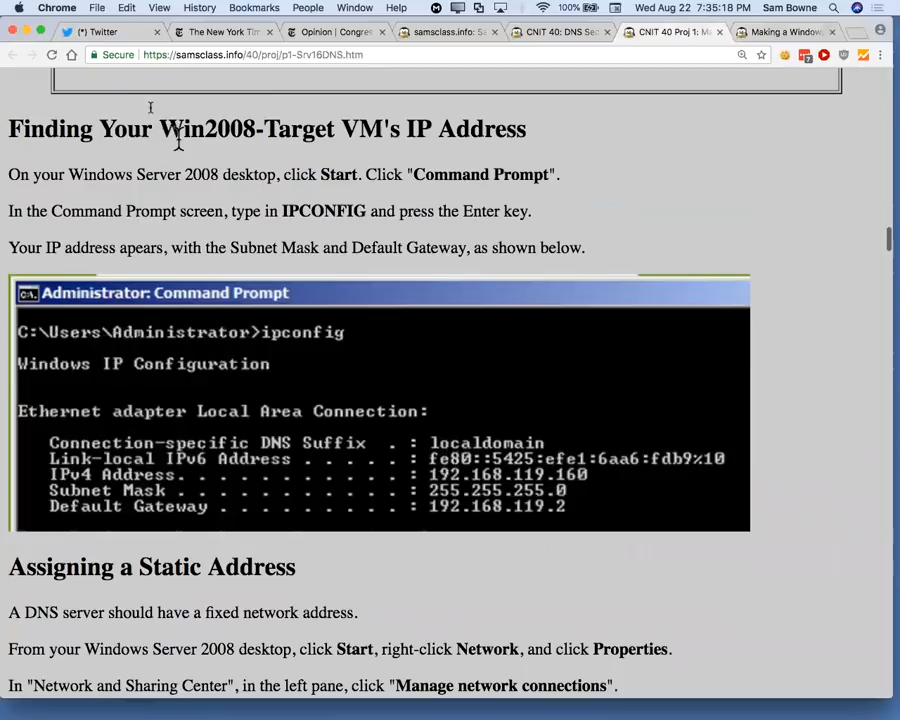 Chrome File Edit View History Bookmarks People Window Help 100% Wed Aug 22 7:35:18 PM Sam Bowne
(*) Twitter The New York Tim Opinion | Congres samsclass.info: Sa CNIT 40: DNS Sec CNIT 40 Proj 1: Ma Making a Window
Secure https://samsclass.info/40/proj/p1-Srv16DNS.htm
Finding Your Win2008-Target VM's IP Address
On your Windows Server 2008 desktop, click Start. Click "Command Prompt".
In the Command Prompt screen, type in IPCONFIG and press the Enter key.
Your IP address apears, with the Subnet Mask and Default Gateway, as shown below.
Administrator: Command Prompt
C:\Users\Administrator>ipconfig
Windows IP Configuration
Ethernet adapter Local Area Connection:
Connection-specific DNS Suffix . : localdomain
Link-local IPv6 Address . . . . . : fe80::5425:efe1:6aa6:fdb9%10
IPv4 Address. . . . . . . . . . . : 192.168.119.160
Subnet Mask . . . . . . . . . . . : 255.255.255.0
Default Gateway . . . . . . . . . : 192.168.119.2
Assigning a Static Address
A DNS server should have a fixed network address.
From your Windows Server 2008 desktop, click Start, right-click Network, and click Properties.
In "Network and Sharing Center", in the left pane, click "Manage network connections".